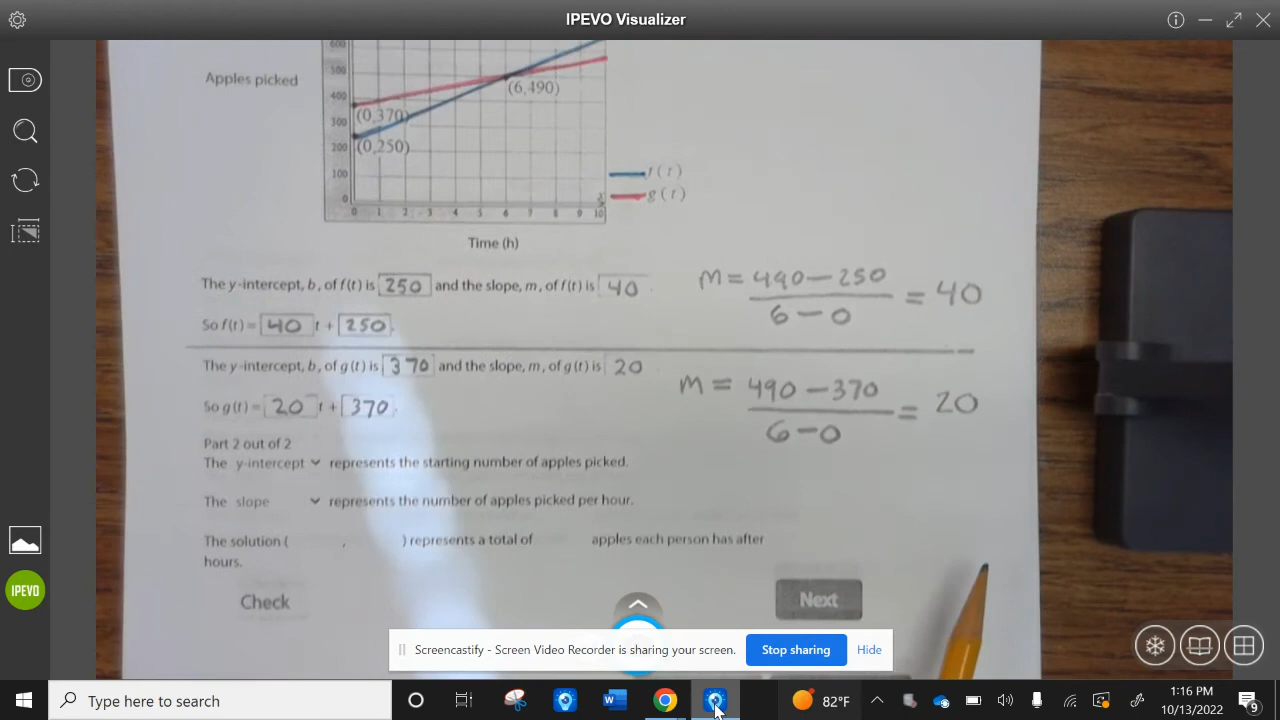 IPEVO Visualizer
600
500
400
300
200
100
0
Apples picked
(6,490)
(0,370)
(0,250)
f(t)
g(t)
0 1 2 3 4 5 6 7 8 9 10
Time (h)
The y-intercept, b, of f(t) is 250 and the slope, m, of f(t) is 40
So f(t) = 40 t + 250.
m = 490 - 250 / 6 - 0 = 40
The y-intercept, b, of g(t) is 370 and the slope, m, of g(t) is 20
So g(t) = 20 t + 370.
m = 490 - 370 / 6 - 0 = 20
Part 2 out of 2
The y-intercept represents the starting number of apples picked.
The slope represents the number of apples picked per hour.
The solution ( , ) represents a total of apples each person has after
hours.
Check
Next
IPEVO
Screencastify - Screen Video Recorder is sharing your screen.
Stop sharing
Hide
Type here to search
82°F
1:16 PM
10/13/2022
9